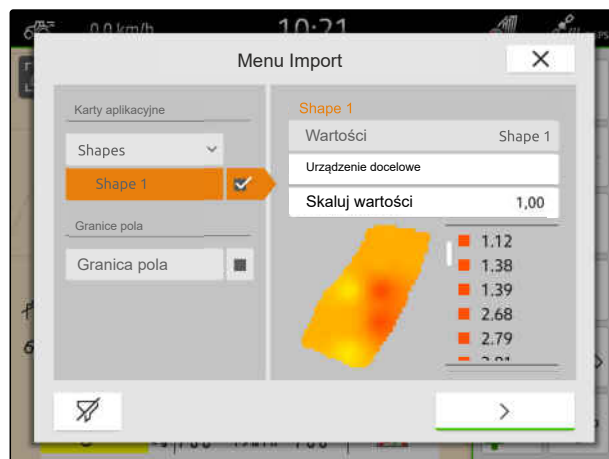 0.0 km/h 10:21
Menu Import
Karty aplikacyjne
Shapes
Shape 1
Granice pola
Granica pola
Shape 1
Wartości Shape 1
Urządzenie docelowe
Skaluj wartości 1,00
1.12
1.38
1.39
2.68
2.79